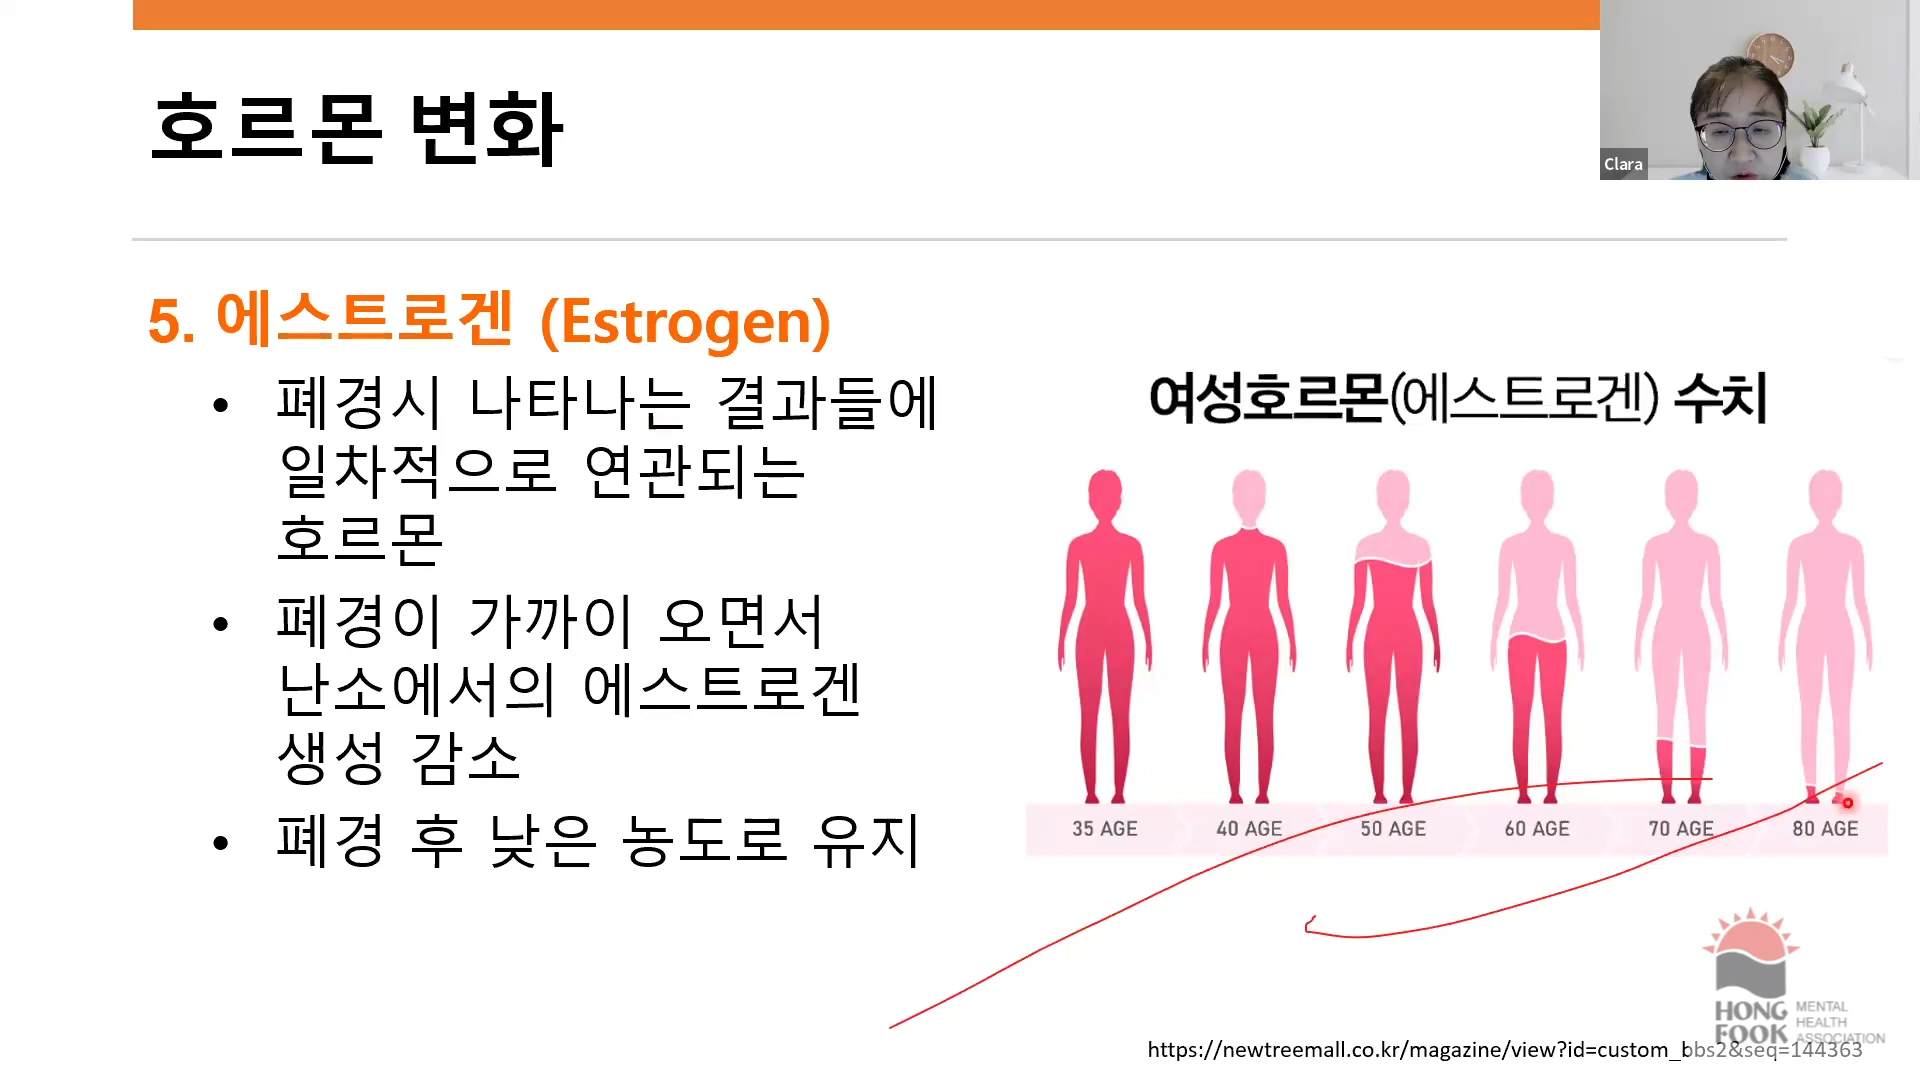 호르몬 변화
Clara
5. 에스트로겐 (Estrogen)
• 폐경시 나타나는 결과들에
일차적으로 연관되는
호르몬
• 폐경이 가까이 오면서
난소에서의 에스트로겐
생성 감소
• 폐경 후 낮은 농도로 유지
여성호르몬(에스트로겐) 수치
35 AGE 40 AGE 50 AGE 60 AGE 70 AGE 80 AGE
HONG FOOK
MENTAL
HEALTH
ASSOCIATION
https://newtreemall.co.kr/magazine/view?id=custom_bbs2&seq=144363